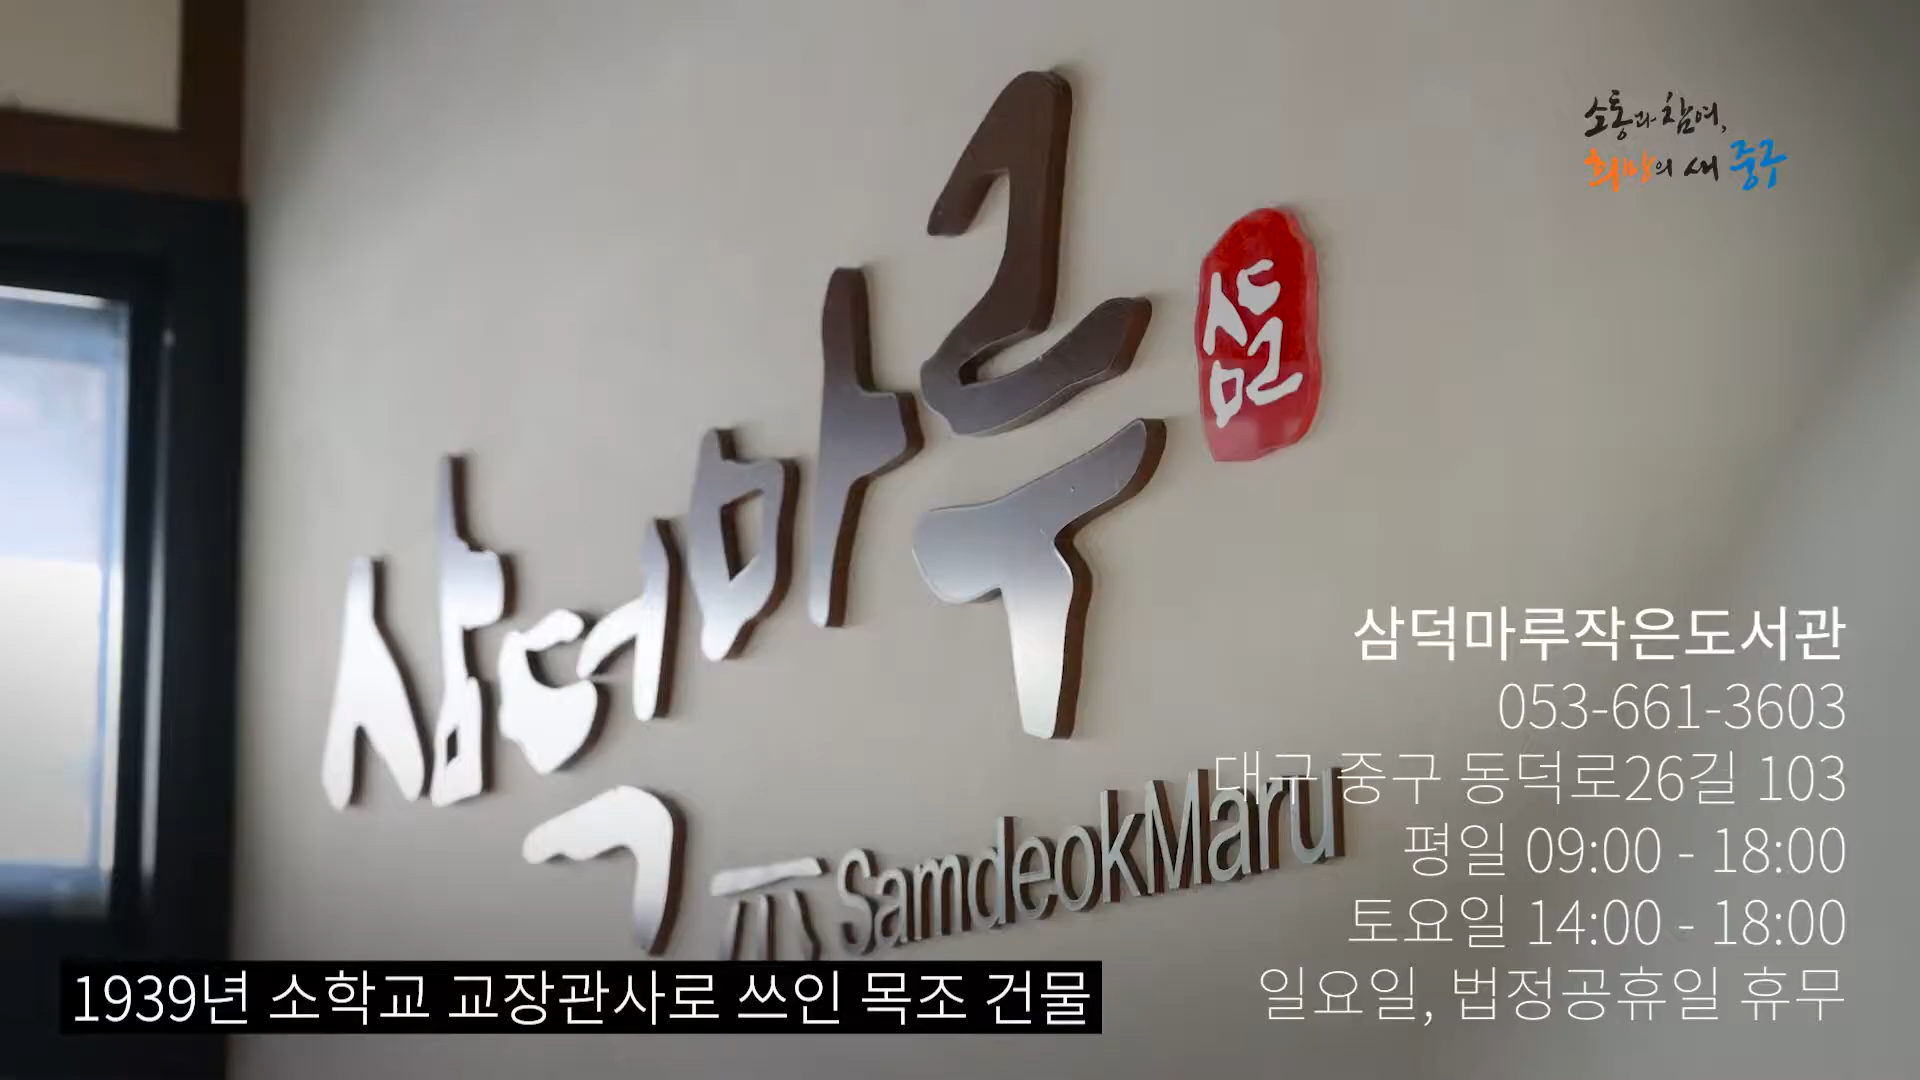 소통과 참여,
희망의 새 중구
삼덕마루
삼덕
SamdeokMaru
삼덕마루작은도서관
053-661-3603
대구 중구 동덕로26길 103
평일 09:00 - 18:00
토요일 14:00 - 18:00
일요일, 법정공휴일 휴무
1939년 소학교 교장관사로 쓰인 목조 건물